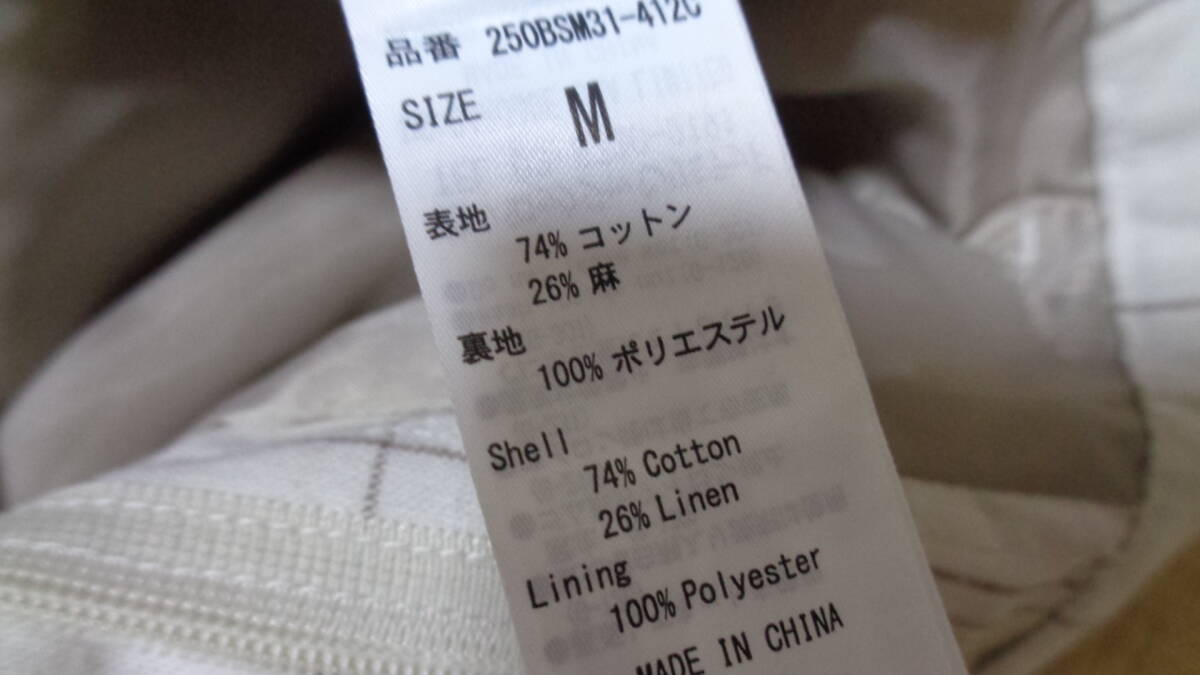 品番 250BSM31-412C
SIZE M
表地
74% コットン
26% 麻
裏地
100% ポリエステル
Shell
74% Cotton
26% Linen
Lining
100% Polyester
MADE IN CHINA